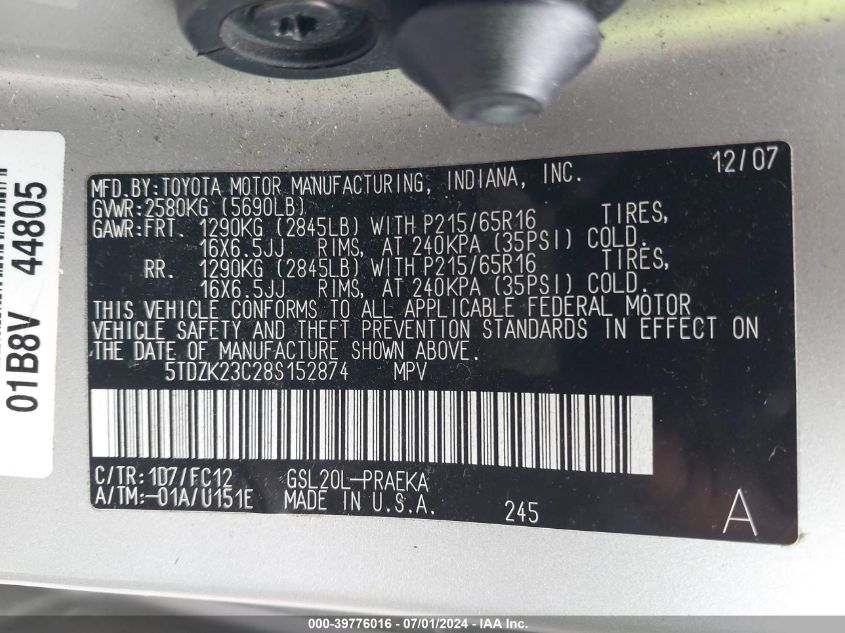 12/07
MFD.BY:TOYOTA MOTOR MANUFACTURING, INDIANA, INC.
GVWR:2580KG (5690LB)
GAWR:FRT. 1290KG (2845LB) WITH P215/65R16 TIRES,
16X6.5JJ RIMS, AT 240KPA (35PSI) COLD.
RR. 1290KG (2845LB) WITH P215/65R16 TIRES,
16X6.5JJ RIMS, AT 240KPA (35PSI) COLD.
THIS VEHICLE CONFORMS TO ALL APPLICABLE FEDERAL MOTOR
VEHICLE SAFETY AND THEFT PREVENTION STANDARDS IN EFFECT ON
THE DATE OF MANUFACTURE SHOWN ABOVE.
5TDZK23C28S152874 MPV
C/TR:1D7/FC12 GSL20L-PRAEKA
A/TM:-01A/U151E MADE IN U.S.A. 245 A
01B8V 44805
000-39776016 - 07/01/2024 - IAA Inc.